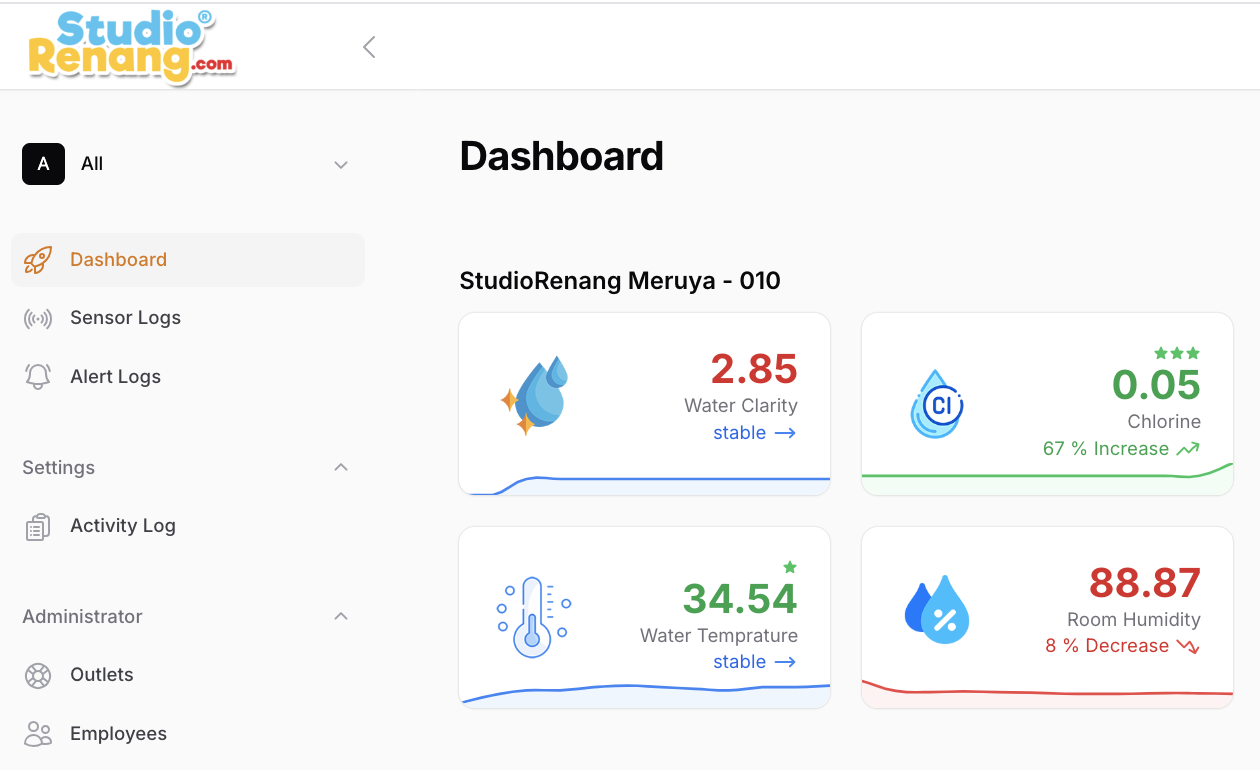 Studio®
Renang.com
A All
Dashboard
Sensor Logs
Alert Logs
Settings
Activity Log
Administrator
Outlets
Employees
Dashboard
StudioRenang Meruya - 010
2.85
Water Clarity
stable
0.05
Cl
Chlorine
67 % Increase
34.54
Water Temprature
stable
88.87
%
Room Humidity
8 % Decrease